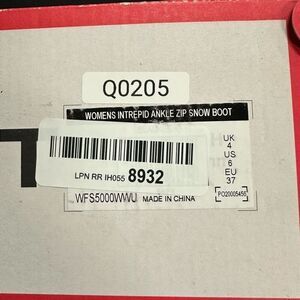 Q0205
WOMENS INTREPID ANKLE ZIP SNOW BOOT
UK
4
US
6
EU
37
LPN RR IH055 8932
WFS5000WWU MADE IN CHINA
PO20005456